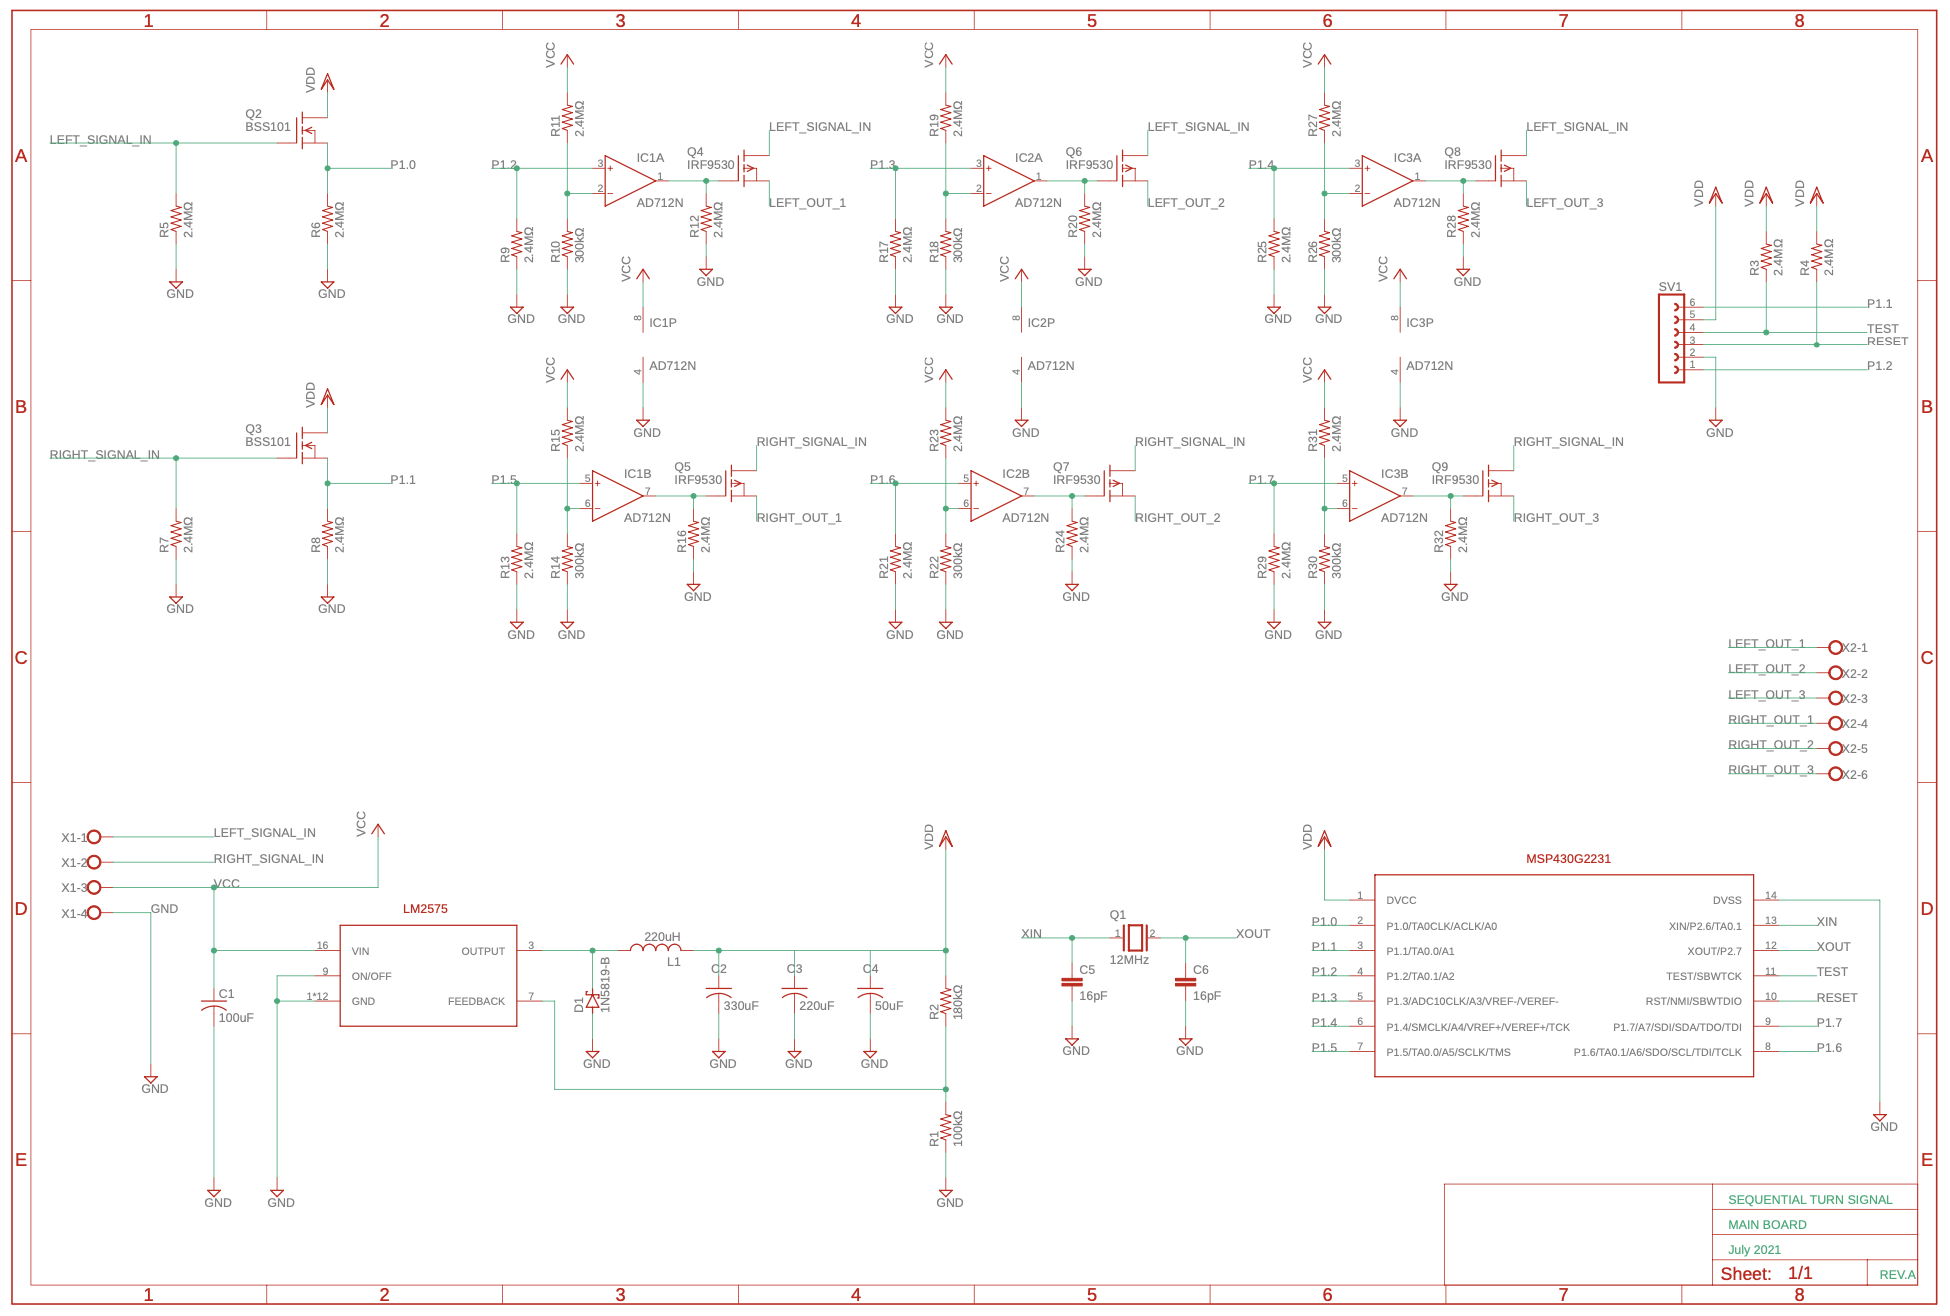 1 2 3 4 5 6 7 8
A
B
C
D
E
A
B
C
D
E
1 2 3 4 5 6 7 8
VDD
Q2
BSS101
LEFT_SIGNAL_IN
P1.0
R5
2.4MΩ
R6
2.4MΩ
GND
GND
VCC
R11
2.4MΩ
P1.2
3
2
+
−
IC1A
1
AD712N
Q4
IRF9530
LEFT_SIGNAL_IN
LEFT_OUT_1
R9
2.4MΩ
R10
300kΩ
R12
2.4MΩ
GND
GND
GND
VCC
8
IC1P
AD712N
4
GND
VCC
R19
2.4MΩ
P1.3
3
2
+
−
IC2A
1
AD712N
Q6
IRF9530
LEFT_SIGNAL_IN
LEFT_OUT_2
R17
2.4MΩ
R18
300kΩ
R20
2.4MΩ
GND
GND
GND
VCC
8
IC2P
AD712N
4
GND
VCC
R27
2.4MΩ
P1.4
3
2
+
−
IC3A
1
AD712N
Q8
IRF9530
LEFT_SIGNAL_IN
LEFT_OUT_3
R25
2.4MΩ
R26
300kΩ
R28
2.4MΩ
GND
GND
GND
VCC
8
IC3P
AD712N
4
GND
VDD
VDD
VDD
R3
2.4MΩ
R4
2.4MΩ
SV1
6 P1.1
5
4 TEST
3 RESET
2
1 P1.2
GND
VDD
Q3
BSS101
RIGHT_SIGNAL_IN
P1.1
R7
2.4MΩ
R8
2.4MΩ
GND
GND
VCC
R15
2.4MΩ
P1.5
5
6
+
−
IC1B
7
AD712N
Q5
IRF9530
RIGHT_SIGNAL_IN
RIGHT_OUT_1
R13
2.4MΩ
R14
300kΩ
R16
2.4MΩ
GND
GND
GND
VCC
R23
2.4MΩ
P1.6
5
6
+
−
IC2B
7
AD712N
Q7
IRF9530
RIGHT_SIGNAL_IN
RIGHT_OUT_2
R21
2.4MΩ
R22
300kΩ
R24
2.4MΩ
GND
GND
GND
VCC
R31
2.4MΩ
P1.7
5
6
+
−
IC3B
7
AD712N
Q9
IRF9530
RIGHT_SIGNAL_IN
RIGHT_OUT_3
R29
2.4MΩ
R30
300kΩ
R32
2.4MΩ
GND
GND
GND
LEFT_OUT_1 X2-1
LEFT_OUT_2 X2-2
LEFT_OUT_3 X2-3
RIGHT_OUT_1 X2-4
RIGHT_OUT_2 X2-5
RIGHT_OUT_3 X2-6
X1-1 LEFT_SIGNAL_IN
X1-2 RIGHT_SIGNAL_IN
X1-3 VCC
X1-4 GND
VCC
GND
C1
100uF
GND
GND
LM2575
16 VIN OUTPUT 3
9 ON/OFF
1*12 GND FEEDBACK 7
D1
1N5819-B
GND
220uH
L1
C2
330uF
GND
C3
220uF
GND
C4
50uF
GND
VDD
R2
180kΩ
R1
100kΩ
GND
XIN
Q1
1 2
12MHz
XOUT
C5
16pF
C6
16pF
GND
GND
VDD
MSP430G2231
1 DVCC DVSS 14
P1.0 2 P1.0/TA0CLK/ACLK/A0 XIN/P2.6/TA0.1 13 XIN
P1.1 3 P1.1/TA0.0/A1 XOUT/P2.7 12 XOUT
P1.2 4 P1.2/TA0.1/A2 TEST/SBWTCK 11 TEST
P1.3 5 P1.3/ADC10CLK/A3/VREF-/VEREF- RST/NMI/SBWTDIO 10 RESET
P1.4 6 P1.4/SMCLK/A4/VREF+/VEREF+/TCK P1.7/A7/SDI/SDA/TDO/TDI 9 P1.7
P1.5 7 P1.5/TA0.0/A5/SCLK/TMS P1.6/TA0.1/A6/SDO/SCL/TDI/TCLK 8 P1.6
GND
SEQUENTIAL TURN SIGNAL
MAIN BOARD
July 2021
Sheet: 1/1 REV.A